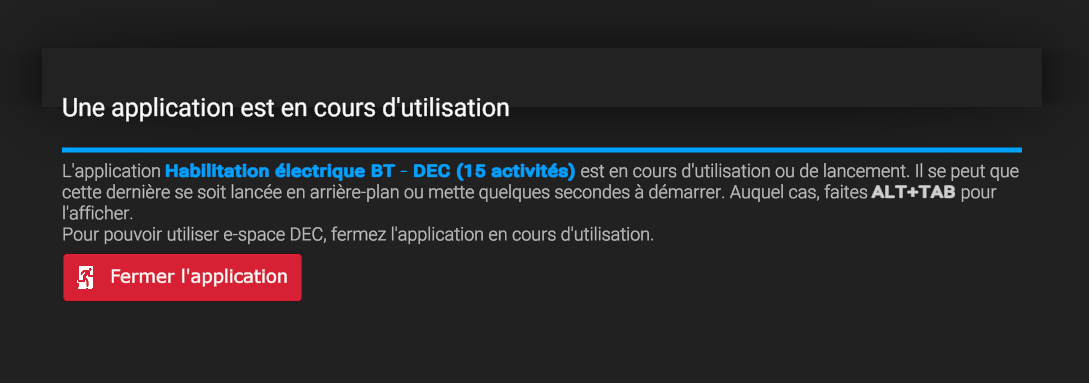 Une application est en cours d'utilisation
L'application Habilitation électrique BT - DEC (15 activités) est en cours d'utilisation ou de lancement. Il se peut que
cette dernière se soit lancée en arrière-plan ou mette quelques secondes à démarrer. Auquel cas, faites ALT+TAB pour
l'afficher.
Pour pouvoir utiliser e-space DEC, fermez l'application en cours d'utilisation.
Fermer l'application